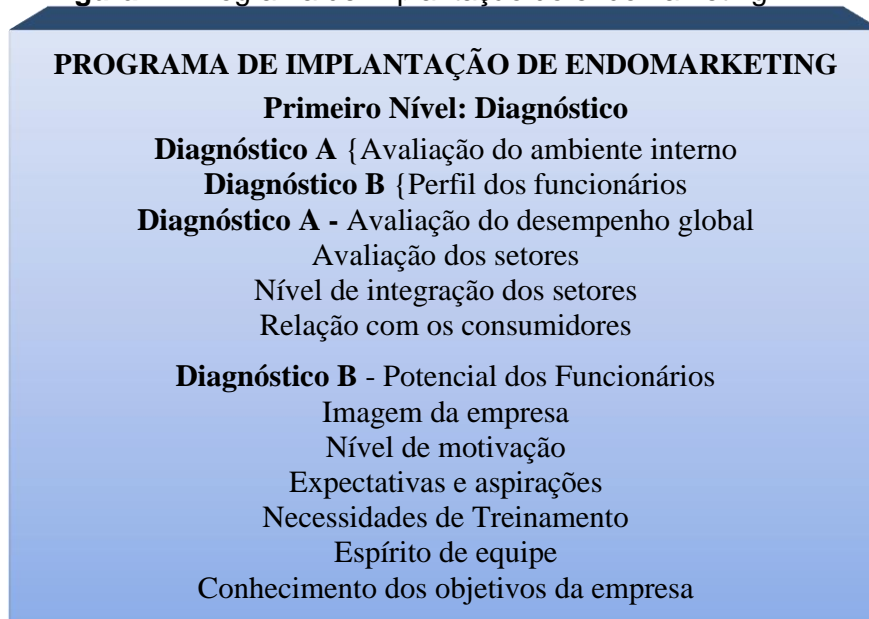 PROGRAMA DE IMPLANTAÇÃO DE ENDOMARKETING
Primeiro Nível: Diagnóstico
Diagnóstico A {Avaliação do ambiente interno
Diagnóstico B {Perfil dos funcionários
Diagnóstico A - Avaliação do desempenho global
Avaliação dos setores
Nível de integração dos setores
Relação com os consumidores
Diagnóstico B - Potencial dos Funcionários
Imagem da empresa
Nível de motivação
Expectativas e aspirações
Necessidades de Treinamento
Espírito de equipe
Conhecimento dos objetivos da empresa